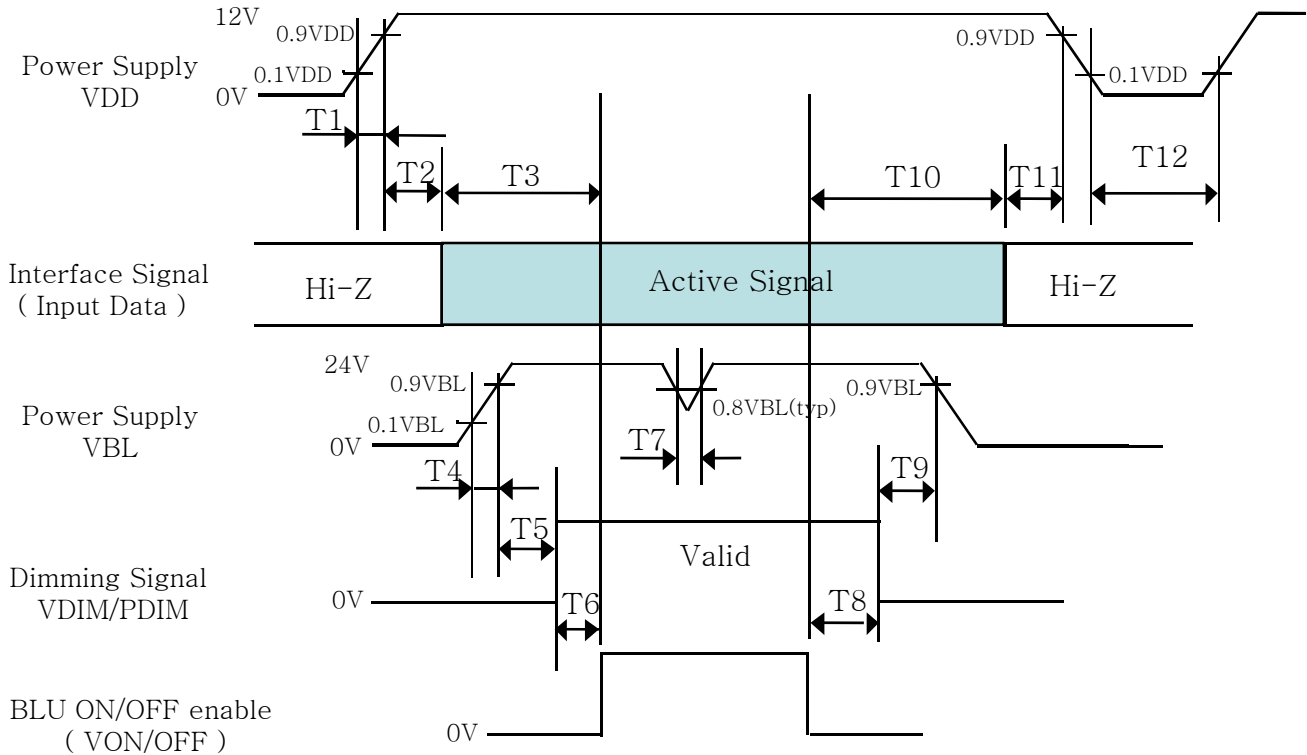 12V
0.9VDD
0.9VDD
Power Supply
VDD
0.1VDD
0.1VDD
0V
T1
T2
T3
T10
T11
T12
Interface Signal
( Input Data )
Hi-Z
Active Signal
Hi-Z
24V
0.9VBL
0.9VBL
Power Supply
VBL
0.1VBL
0.8VBL(typ)
0V
T7
T4
T9
T5
Valid
Dimming Signal
VDIM/PDIM
0V
T6
T8
BLU ON/OFF enable
( VON/OFF )
0V
0V